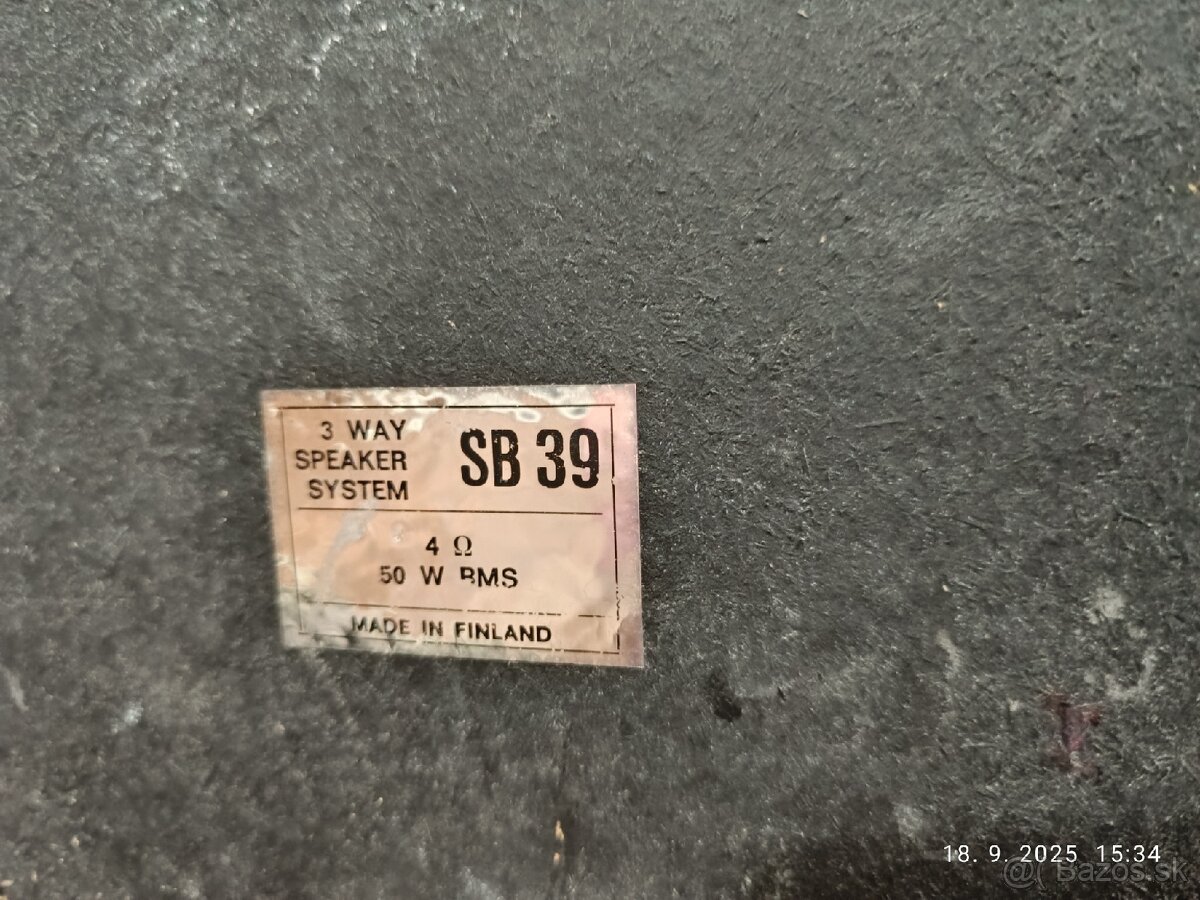 3 WAY
SPEAKER
SYSTEM
SB 39
4 Ω
50 W RMS
MADE IN FINLAND
18. 9. 2025 15:34
@( Bazos.sk